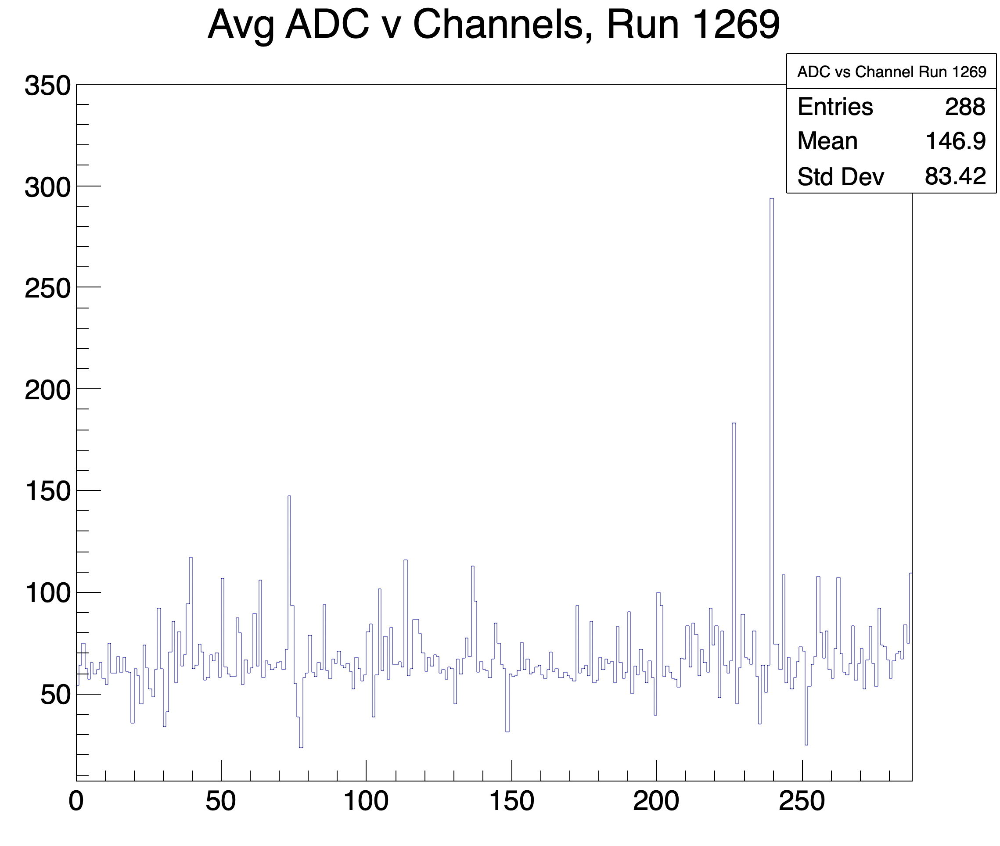 Avg ADC v Channels, Run 1269
ADC vs Channel Run 1269
Entries 288
Mean 146.9
Std Dev 83.42
350
300
250
200
150
100
50
0 50 100 150 200 250